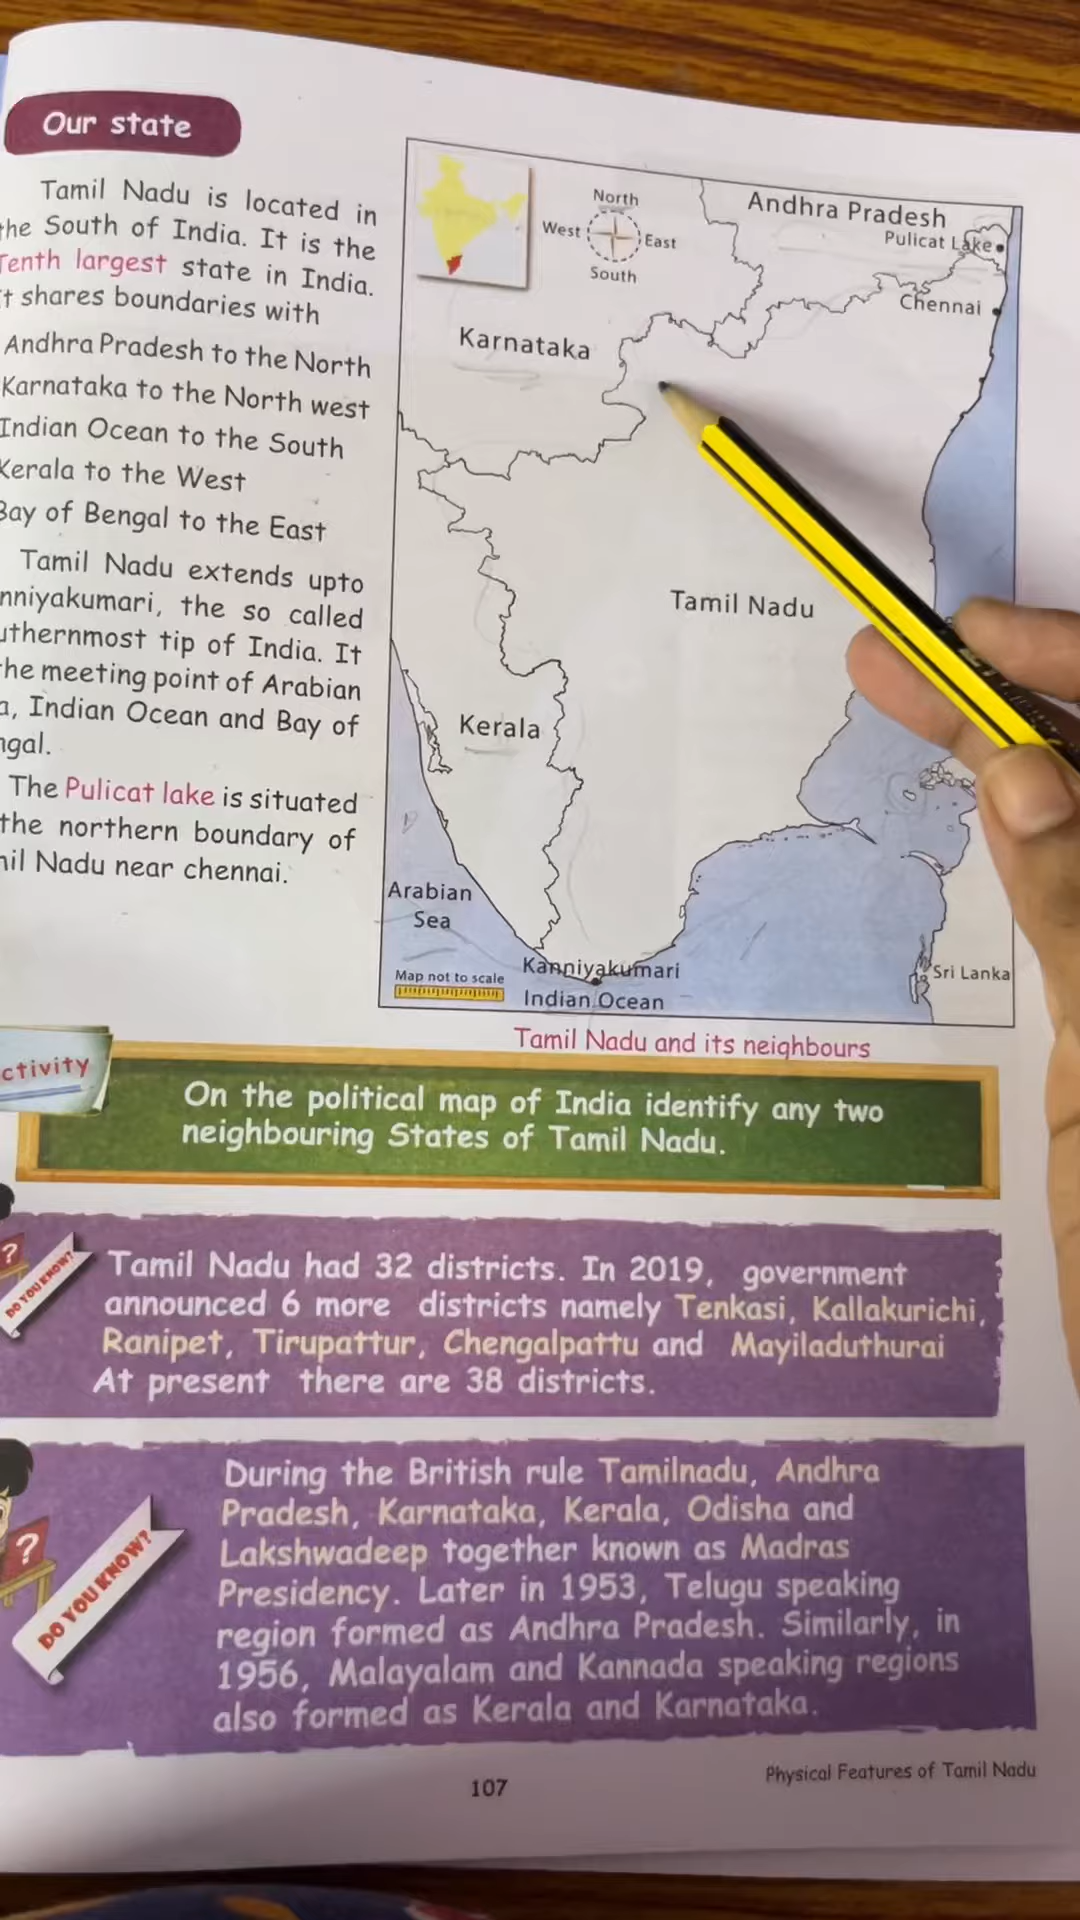 Our state
Tamil Nadu is located in
the South of India. It is the
Tenth largest state in India.
It shares boundaries with
Andhra Pradesh to the North
Karnataka to the North west
Indian Ocean to the South
Kerala to the West
Bay of Bengal to the East
Tamil Nadu extends upto
nniyakumari, the so called
uthernmost tip of India. It
the meeting point of Arabian
a, Indian Ocean and Bay of
ngal.
The Pulicat lake is situated
the northern boundary of
mil Nadu near chennai.
North
West
East
South
Andhra Pradesh
Pulicat Lake
Chennai
Karnataka
Tamil Nadu
Kerala
Arabian
Sea
Map not to scale
Kanniyakumari
Indian Ocean
Sri Lanka
Tamil Nadu and its neighbours
ctivity
On the political map of India identify any two
neighbouring States of Tamil Nadu.
?
DO YOU KNOW?
Tamil Nadu had 32 districts. In 2019, government
announced 6 more districts namely Tenkasi, Kallakurichi,
Ranipet, Tirupattur, Chengalpattu and Mayiladuthurai
At present there are 38 districts.
?
DO YOU KNOW?
During the British rule Tamilnadu, Andhra
Pradesh, Karnataka, Kerala, Odisha and
Lakshwadeep together known as Madras
Presidency. Later in 1953, Telugu speaking
region formed as Andhra Pradesh. Similarly, in
1956, Malayalam and Kannada speaking regions
also formed as Kerala and Karnataka.
107
Physical Features of Tamil Nadu